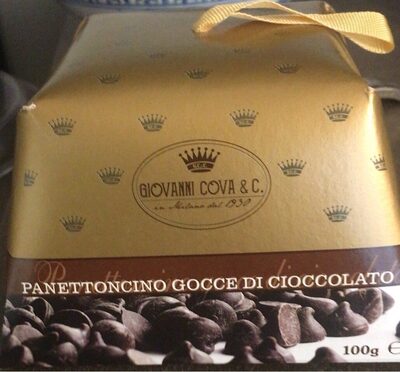 G.C.&C.
GIOVANNI COVA & C.
in Milano dal 1930
PANETTONCINO GOCCE DI CIOCCOLATO
100g e